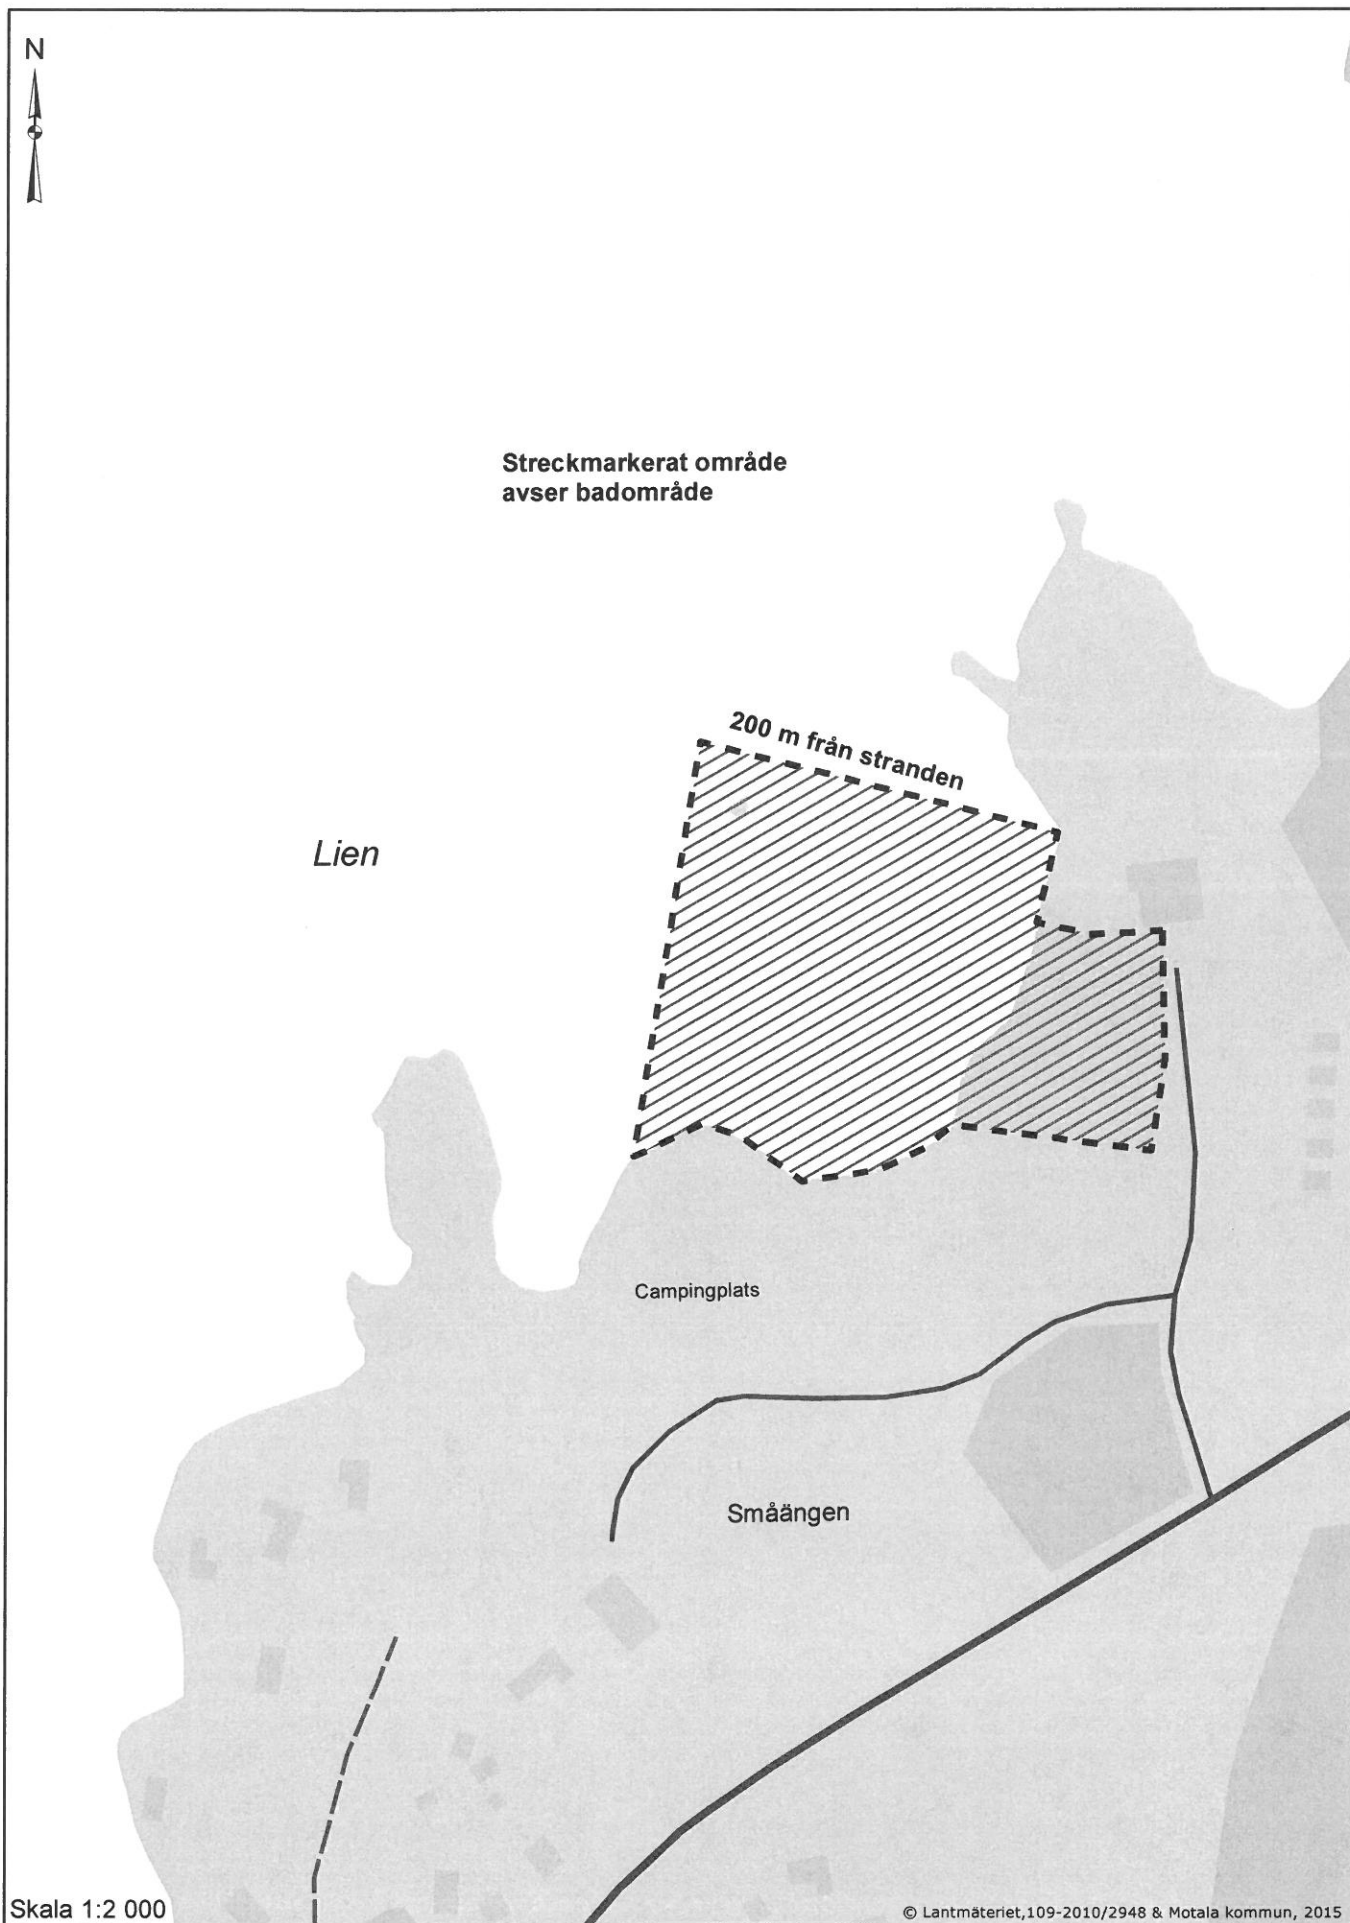 N
Streckmarkerat område
avser badområde
200 m från stranden
Lien
Campingplats
Småängen
Skala 1:2 000
© Lantmäteriet,109-2010/2948 & Motala kommun, 2015